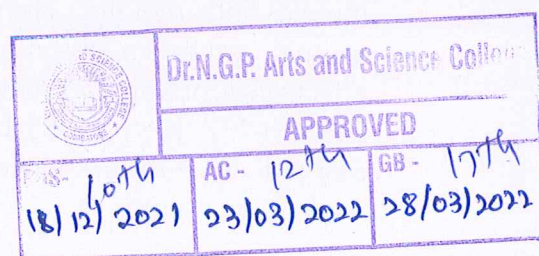 Dr.N.G.P. Arts and Science College
APPROVED
BOS- 10th AC - 12th GB - 17th
18/12/2021 23/03/2022 28/03/2022